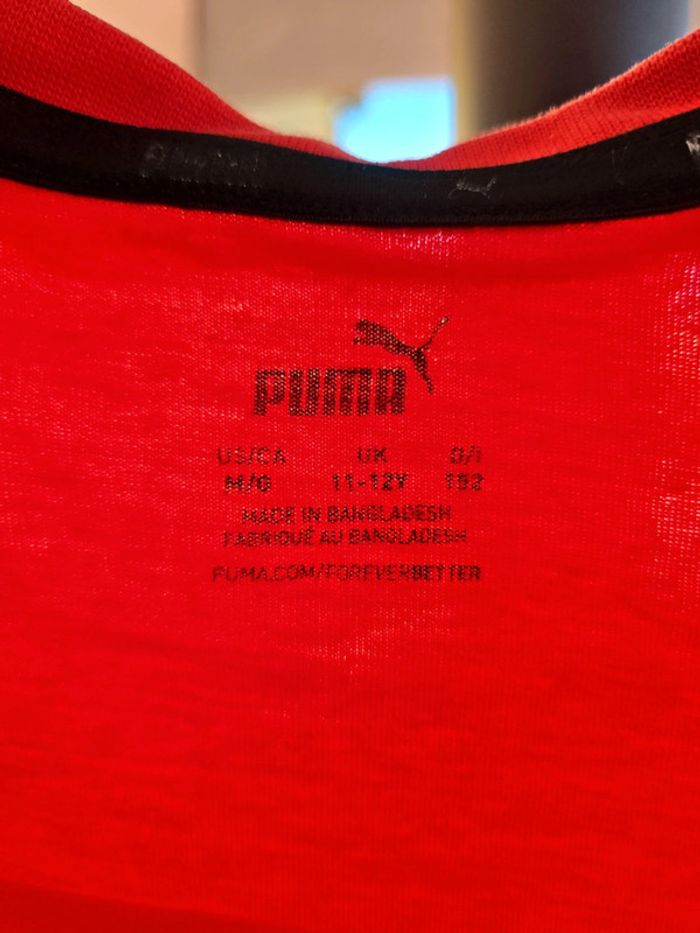 PUMA
US/CA UK D/I
M/G 11-12Y 152
MADE IN BANGLADESH
FABRIQUÉ AU BANGLADESH
PUMA.COM/FOREVERBETTER